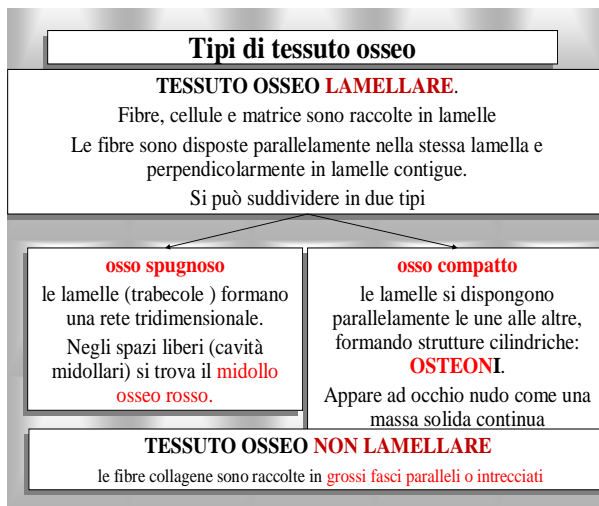 Tipi di tessuto osseo
TESSUTO OSSEO LAMELLARE.
Fibre, cellule e matrice sono raccolte in lamelle
Le fibre sono disposte parallelamente nella stessa lamella e
perpendicolarmente in lamelle contigue.
Si può suddividere in due tipi
osso spugnoso
le lamelle (trabecole ) formano
una rete tridimensionale.
Negli spazi liberi (cavità
midollari) si trova il midollo
osseo rosso.
osso compatto
le lamelle si dispongono
parallelamente le une alle altre,
formando strutture cilindriche:
OSTEONI.
Appare ad occhio nudo come una
massa solida continua
TESSUTO OSSEO NON LAMELLARE
le fibre collagene sono raccolte in grossi fasci paralleli o intrecciati